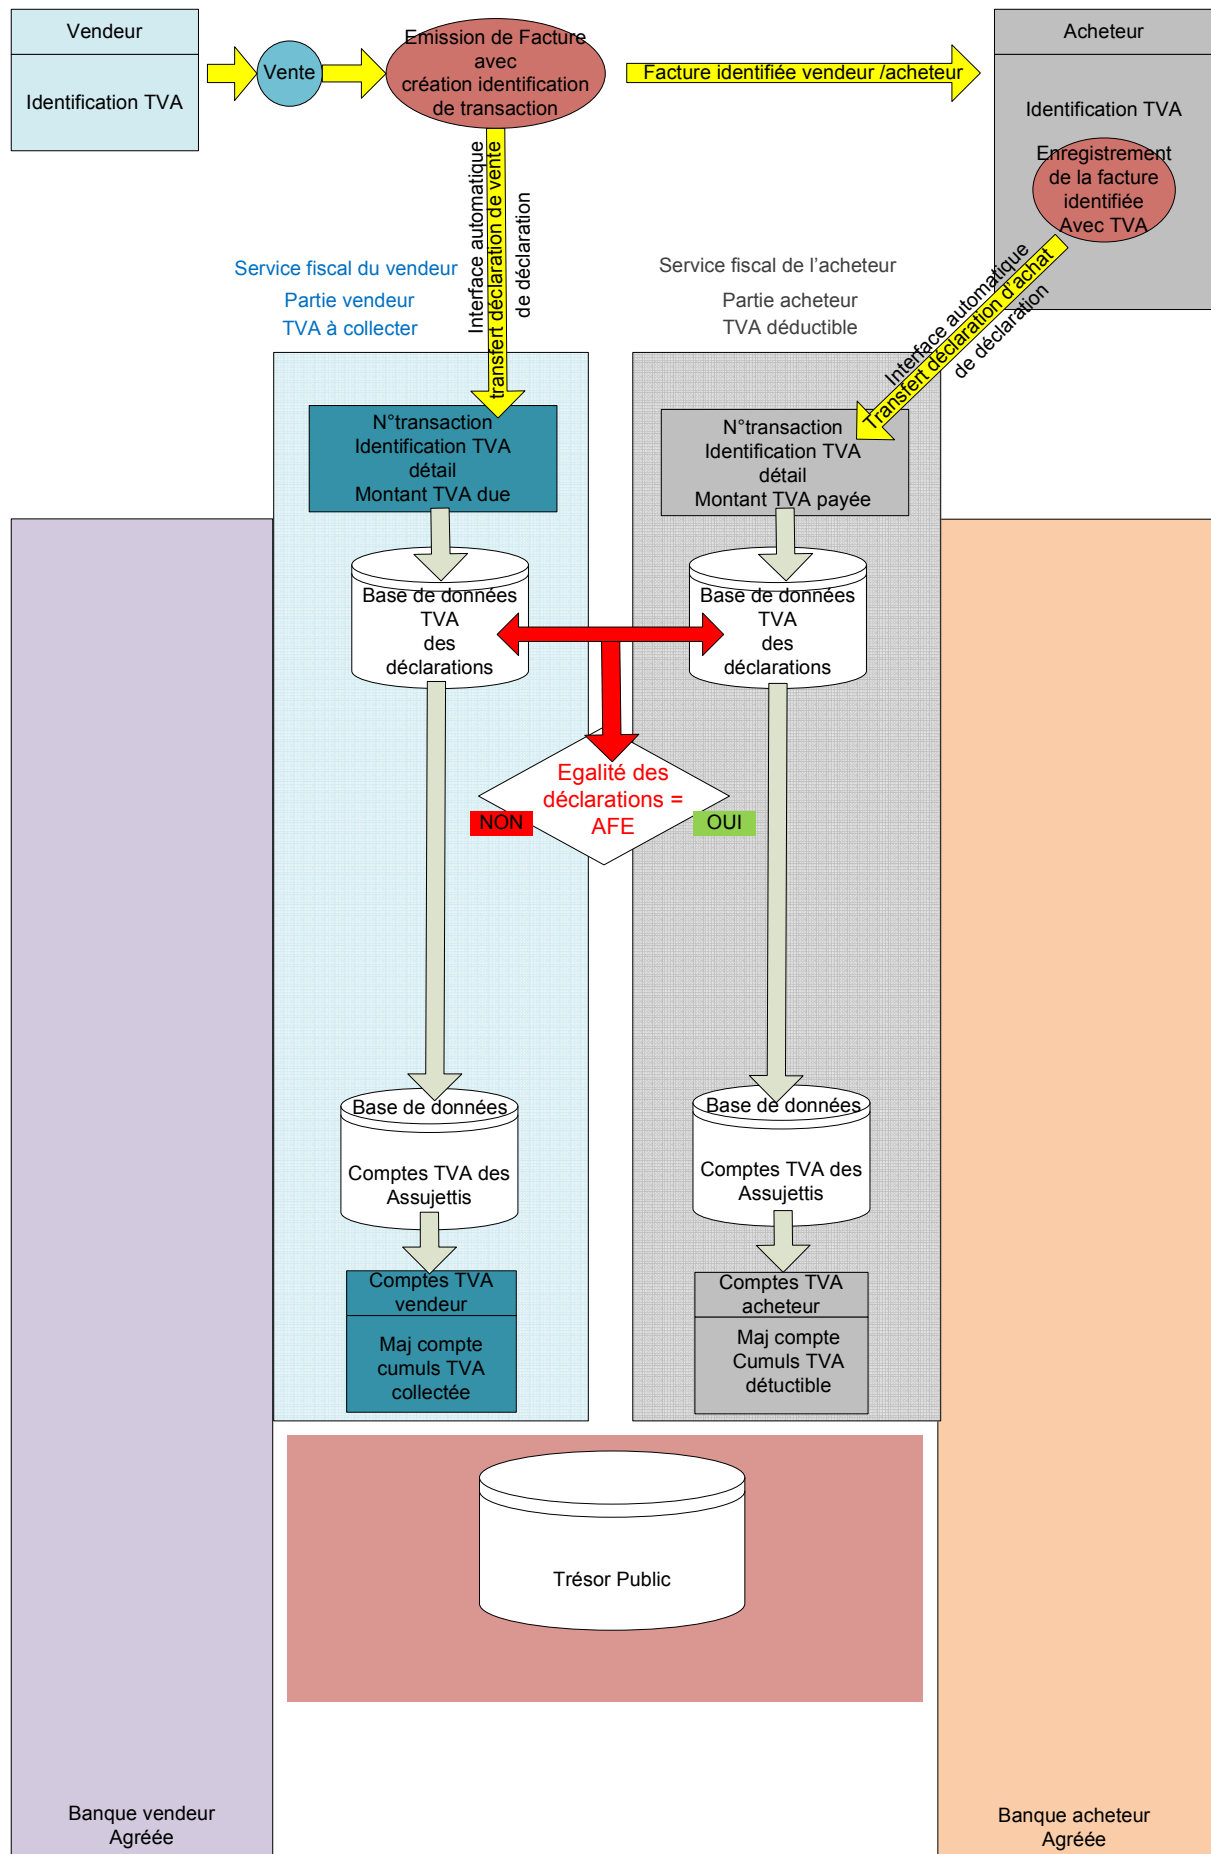 Vendeur
Identification TVA
Vente
Emission de Facture
avec
création identification
de transaction
Facture identifiée vendeur /acheteur
Acheteur
Identification TVA
Enregistrement
de la facture
identifiée
Avec TVA
Interface automatique
transfert déclaration de vente
de déclaration
Interface automatique
Transfert déclaration d'achat
de déclaration
Service fiscal du vendeur
Partie vendeur
TVA à collecter
Service fiscal de l'acheteur
Partie acheteur
TVA déductible
N°transaction
Identification TVA
détail
Montant TVA due
N°transaction
Identification TVA
détail
Montant TVA payée
Base de données
TVA
des
déclarations
Base de données
TVA
des
déclarations
Egalité des
déclarations =
AFE
NON
OUI
Base de données
Comptes TVA des
Assujettis
Base de données
Comptes TVA des
Assujettis
Comptes TVA
vendeur
Maj compte
cumuls TVA
collectée
Comptes TVA
acheteur
Maj compte
Cumuls TVA
détuctible
Trésor Public
Banque vendeur
Agréée
Banque acheteur
Agréée